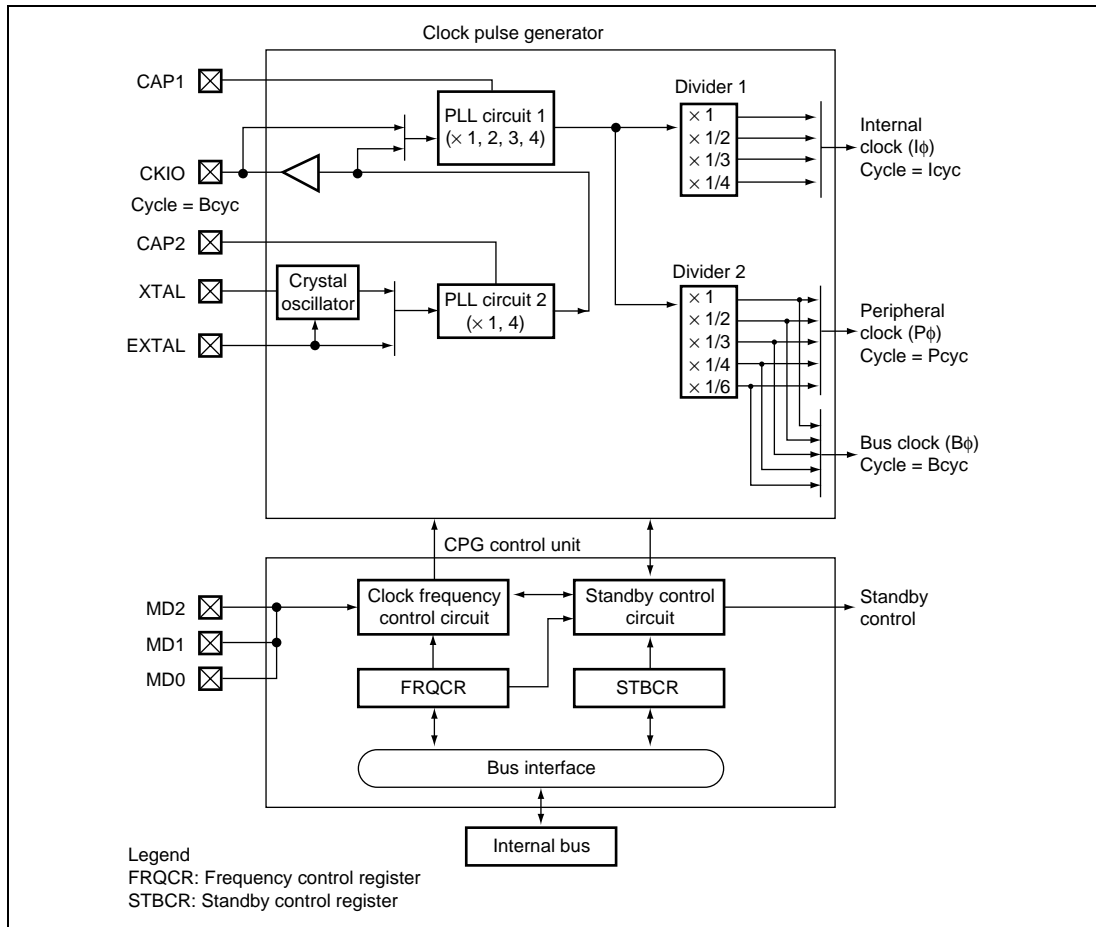 Clock pulse generator
CAP1
CKIO
Cycle = Bcyc
CAP2
XTAL
EXTAL
PLL circuit 1
(× 1, 2, 3, 4)
Crystal
oscillator
PLL circuit 2
(× 1, 4)
Divider 1
× 1
× 1/2
× 1/3
× 1/4
Internal
clock (Iϕ)
Cycle = Icyc
Divider 2
× 1
× 1/2
× 1/3
× 1/4
× 1/6
Peripheral
clock (Pϕ)
Cycle = Pcyc
Bus clock (Bϕ)
Cycle = Bcyc
CPG control unit
MD2
MD1
MD0
Clock frequency
control circuit
Standby control
circuit
Standby
control
FRQCR
STBCR
Bus interface
Internal bus
Legend
FRQCR: Frequency control register
STBCR: Standby control register